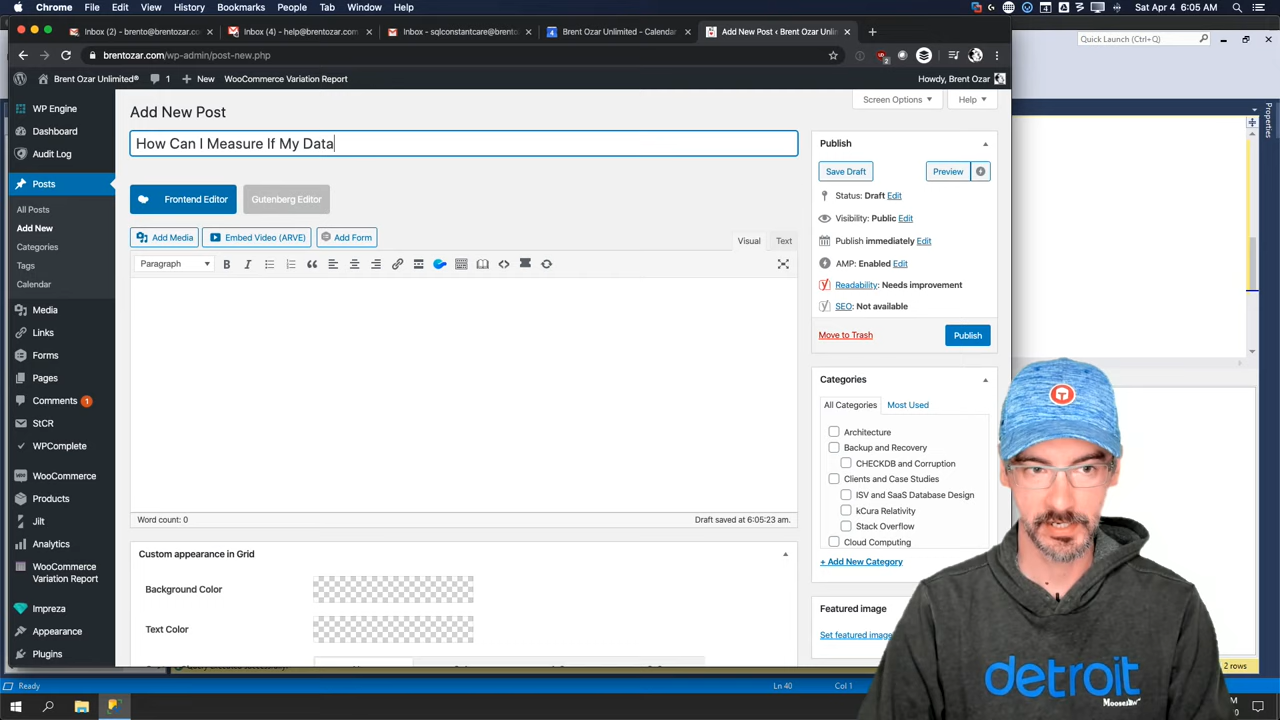 Chrome File Edit View History Bookmarks People Tab Window Help 6:05 AM
Inbox (2) - brento@brentozar.co
Inbox (4) - help@brentozar.com
Inbox - sqlconstantcare@brento
Brent Ozar Unlimited - Calendar
Add New Post ‹ Brent Ozar Unli
Quick Launch (Ctrl+Q)
brentozar.com/wp-admin/post-new.php
Brent Ozar Unlimited® 1 New WooCommerce Analytics Report Howdy, Brent Ozar
Properties
WP Engine
Dashboard
Audit Log
Posts
All Posts
Add New
Categories
Tags
Calendar
Media
Links
Forms
Pages
Comments 1
StCR
WPComplete
WooCommerce
Products
Jilt
Analytics
WooCommerce
Variation Report
Impreza
Appearance
Plugins
Screen Options Help
Add New Post
How Can I Measure If My Data
Frontend Editor Gutenberg Editor
Add Media Embed Video (ARVE) Add Form
Visual Text
Paragraph
Word count: 0 Draft saved at 6:05:23 am.
Custom appearance in Grid
Background Color
Text Color
Publish
Save Draft Preview
Status: Draft Edit
Visibility: Public Edit
Publish immediately Edit
AMP: Enabled Edit
Readability: Needs improvement
SEO: Not available
Move to Trash Publish
Categories
All Categories Most Used
Architecture
Backup and Recovery
CHECKDB and Corruption
Clients and Case Studies
ISV and SaaS Database Design
kCura Relativity
Stack Overflow
Cloud Computing
+ Add New Category
Featured image
Set featured image
detroit
Moosejaw
2 rows
Ready Ln 40 Col 1